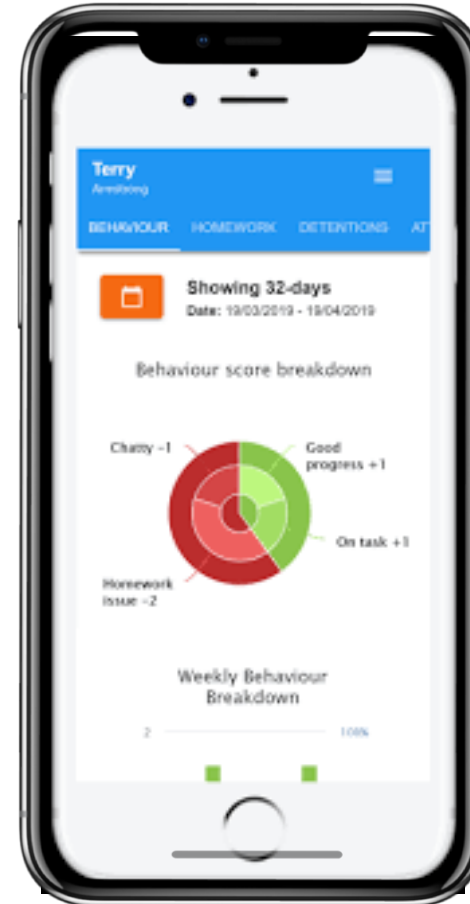 Terry
Armstrong
BEHAVIOUR HOMEWORK DETENTIONS AT
Showing 32-days
Date: 19/03/2019 - 19/04/2019
Behaviour score breakdown
Chatty -1
Good
progress +1
On task +1
Homework
issue -2
Weekly Behaviour
Breakdown
2 100%